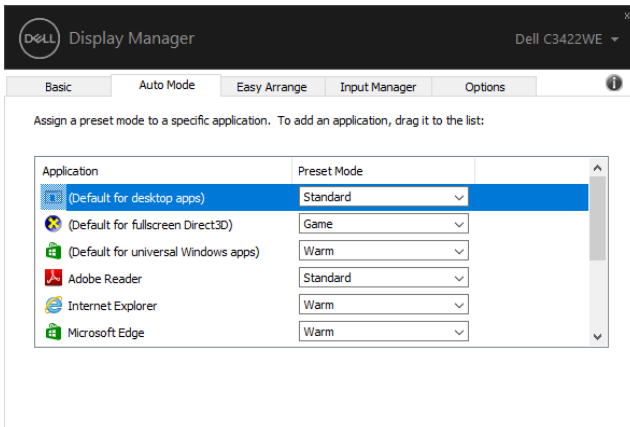 x
DELL Display Manager Dell C3422WE
Basic Auto Mode Easy Arrange Input Manager Options i
Assign a preset mode to a specific application. To add an application, drag it to the list:
Application Preset Mode
(Default for desktop apps) Standard
(Default for fullscreen Direct3D) Game
(Default for universal Windows apps) Warm
Adobe Reader Standard
Internet Explorer Warm
Microsoft Edge Warm